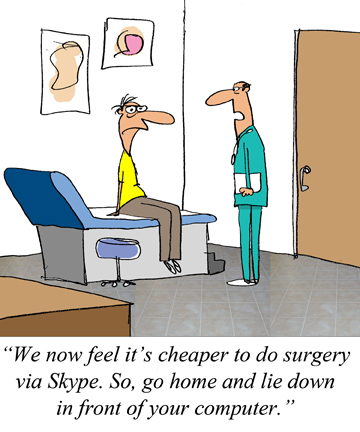 “We now feel it’s cheaper to do surgery
via Skype. So, go home and lie down
in front of your computer.”